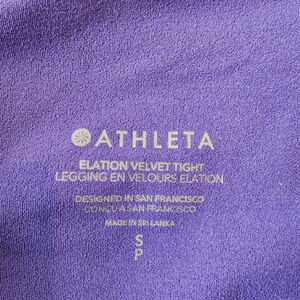 ATHLETA
ELATION VELVET TIGHT
LEGGING EN VELOURS ELATION
DESIGNED IN SAN FRANCISCO
CONÇU A SAN FRANCISCO
MADE IN SRI LANKA
S
P